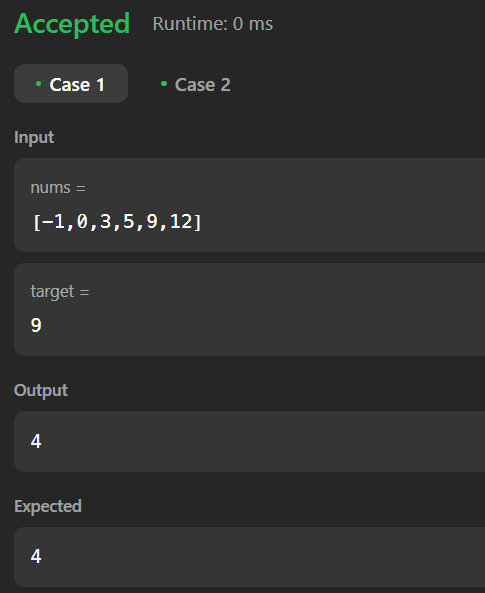 Accepted Runtime: 0 ms
Case 1 Case 2
Input
nums =
[-1,0,3,5,9,12]
target =
9
Output
4
Expected
4